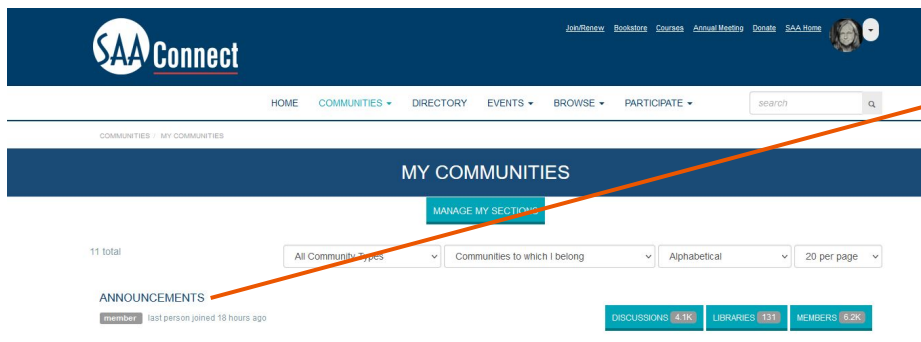 Join/Renew Bookstore Courses Annual Meeting Donate SAA Home
SAA Connect
HOME COMMUNITIES DIRECTORY EVENTS BROWSE PARTICIPATE search
COMMUNITIES / MY COMMUNITIES
MY COMMUNITIES
MANAGE MY SECTIONS
11 total All Community Types Communities to which I belong Alphabetical 20 per page
ANNOUNCEMENTS
member last person joined 18 hours ago DISCUSSIONS 4.1K LIBRARIES 131 MEMBERS 6.2K